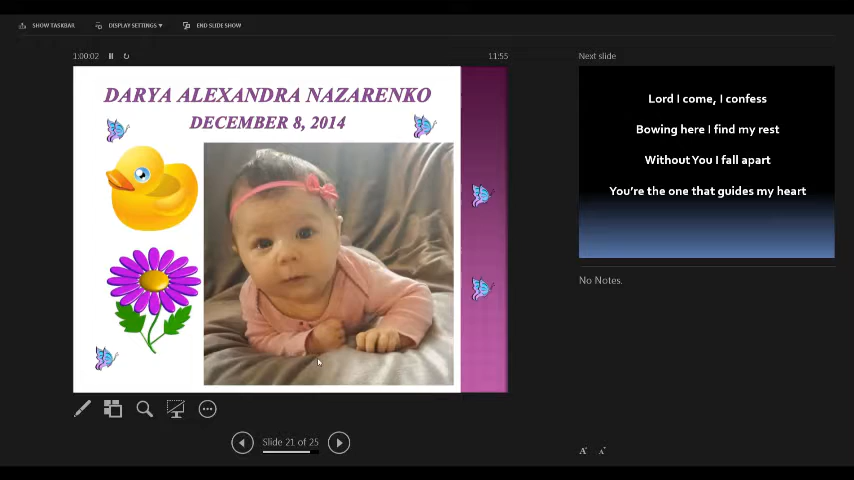 SHOW TASKBAR DISPLAY SETTINGS ▼ END SLIDE SHOW
1:00:02 11:55
DARYA ALEXANDRA NAZARENKO
DECEMBER 8, 2014
Slide 21 of 25
Next slide
Lord I come, I confess
Bowing here I find my rest
Without You I fall apart
You're the one that guides my heart
No Notes.
A A